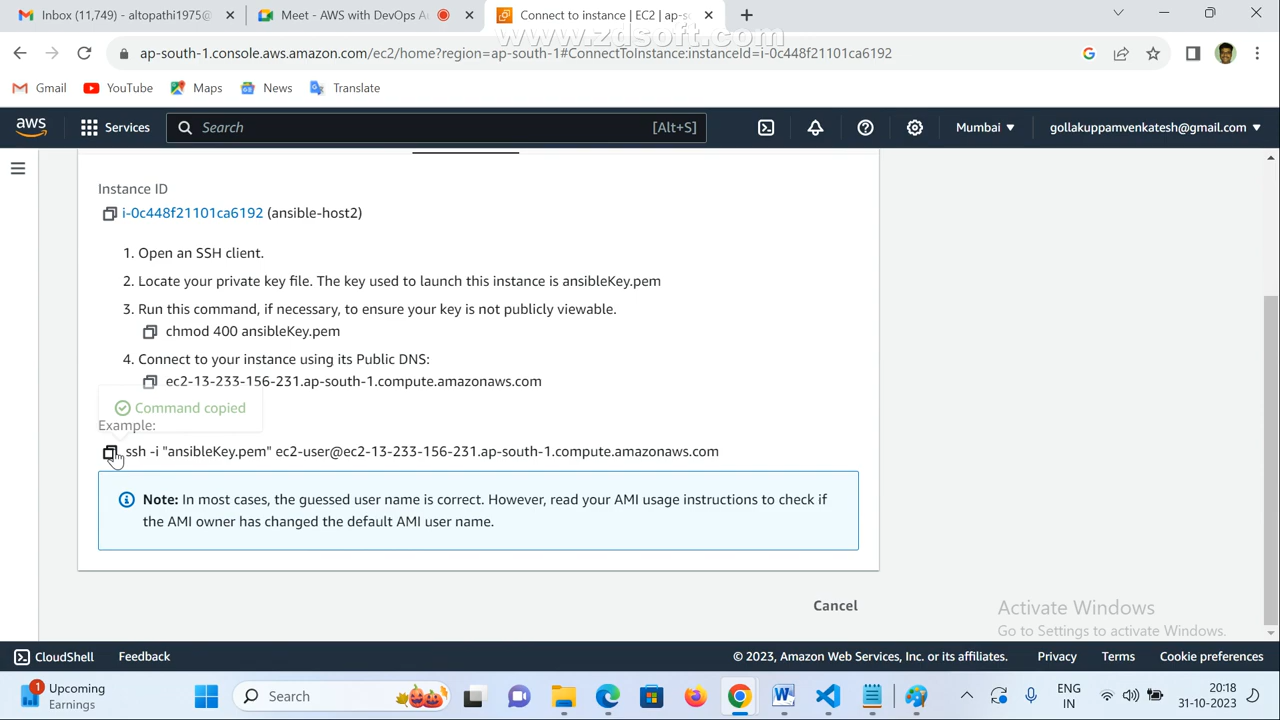 Inbox (11,749) - altopathi1975@
Meet - AWS with DevOps Au
Connect to instance | EC2 | ap-s
www.zdsoft.com
ap-south-1.console.aws.amazon.com/ec2/home?region=ap-south-1#ConnectToInstance:instanceId=i-0c448f21101ca6192
Gmail YouTube Maps News Translate
aws Services Search [Alt+S] Mumbai gollakuppamvenkatesh@gmail.com
Instance ID
i-0c448f21101ca6192 (ansible-host2)
1. Open an SSH client.
2. Locate your private key file. The key used to launch this instance is ansibleKey.pem
3. Run this command, if necessary, to ensure your key is not publicly viewable.
chmod 400 ansibleKey.pem
4. Connect to your instance using its Public DNS:
ec2-13-233-156-231.ap-south-1.compute.amazonaws.com
Command copied
Example:
ssh -i "ansibleKey.pem" ec2-user@ec2-13-233-156-231.ap-south-1.compute.amazonaws.com
Note: In most cases, the guessed user name is correct. However, read your AMI usage instructions to check if
the AMI owner has changed the default AMI user name.
Cancel
Activate Windows
Go to Settings to activate Windows.
CloudShell Feedback © 2023, Amazon Web Services, Inc. or its affiliates. Privacy Terms Cookie preferences
1 Upcoming
Earnings
Search
ENG
IN
20:18
31-10-2023